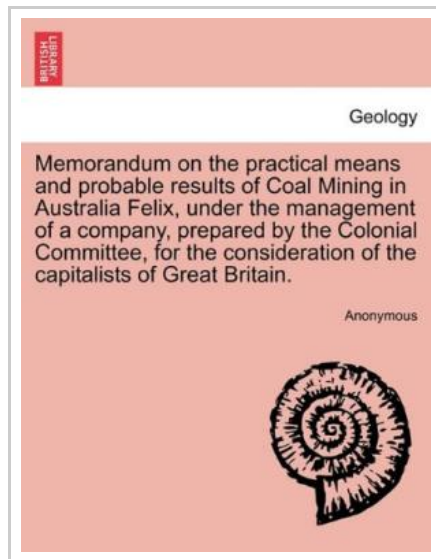 BRITISH
LIBRARY
Geology
Memorandum on the practical means
and probable results of Coal Mining in
Australia Felix, under the management
of a company, prepared by the Colonial
Committee, for the consideration of the
capitalists of Great Britain.
Anonymous